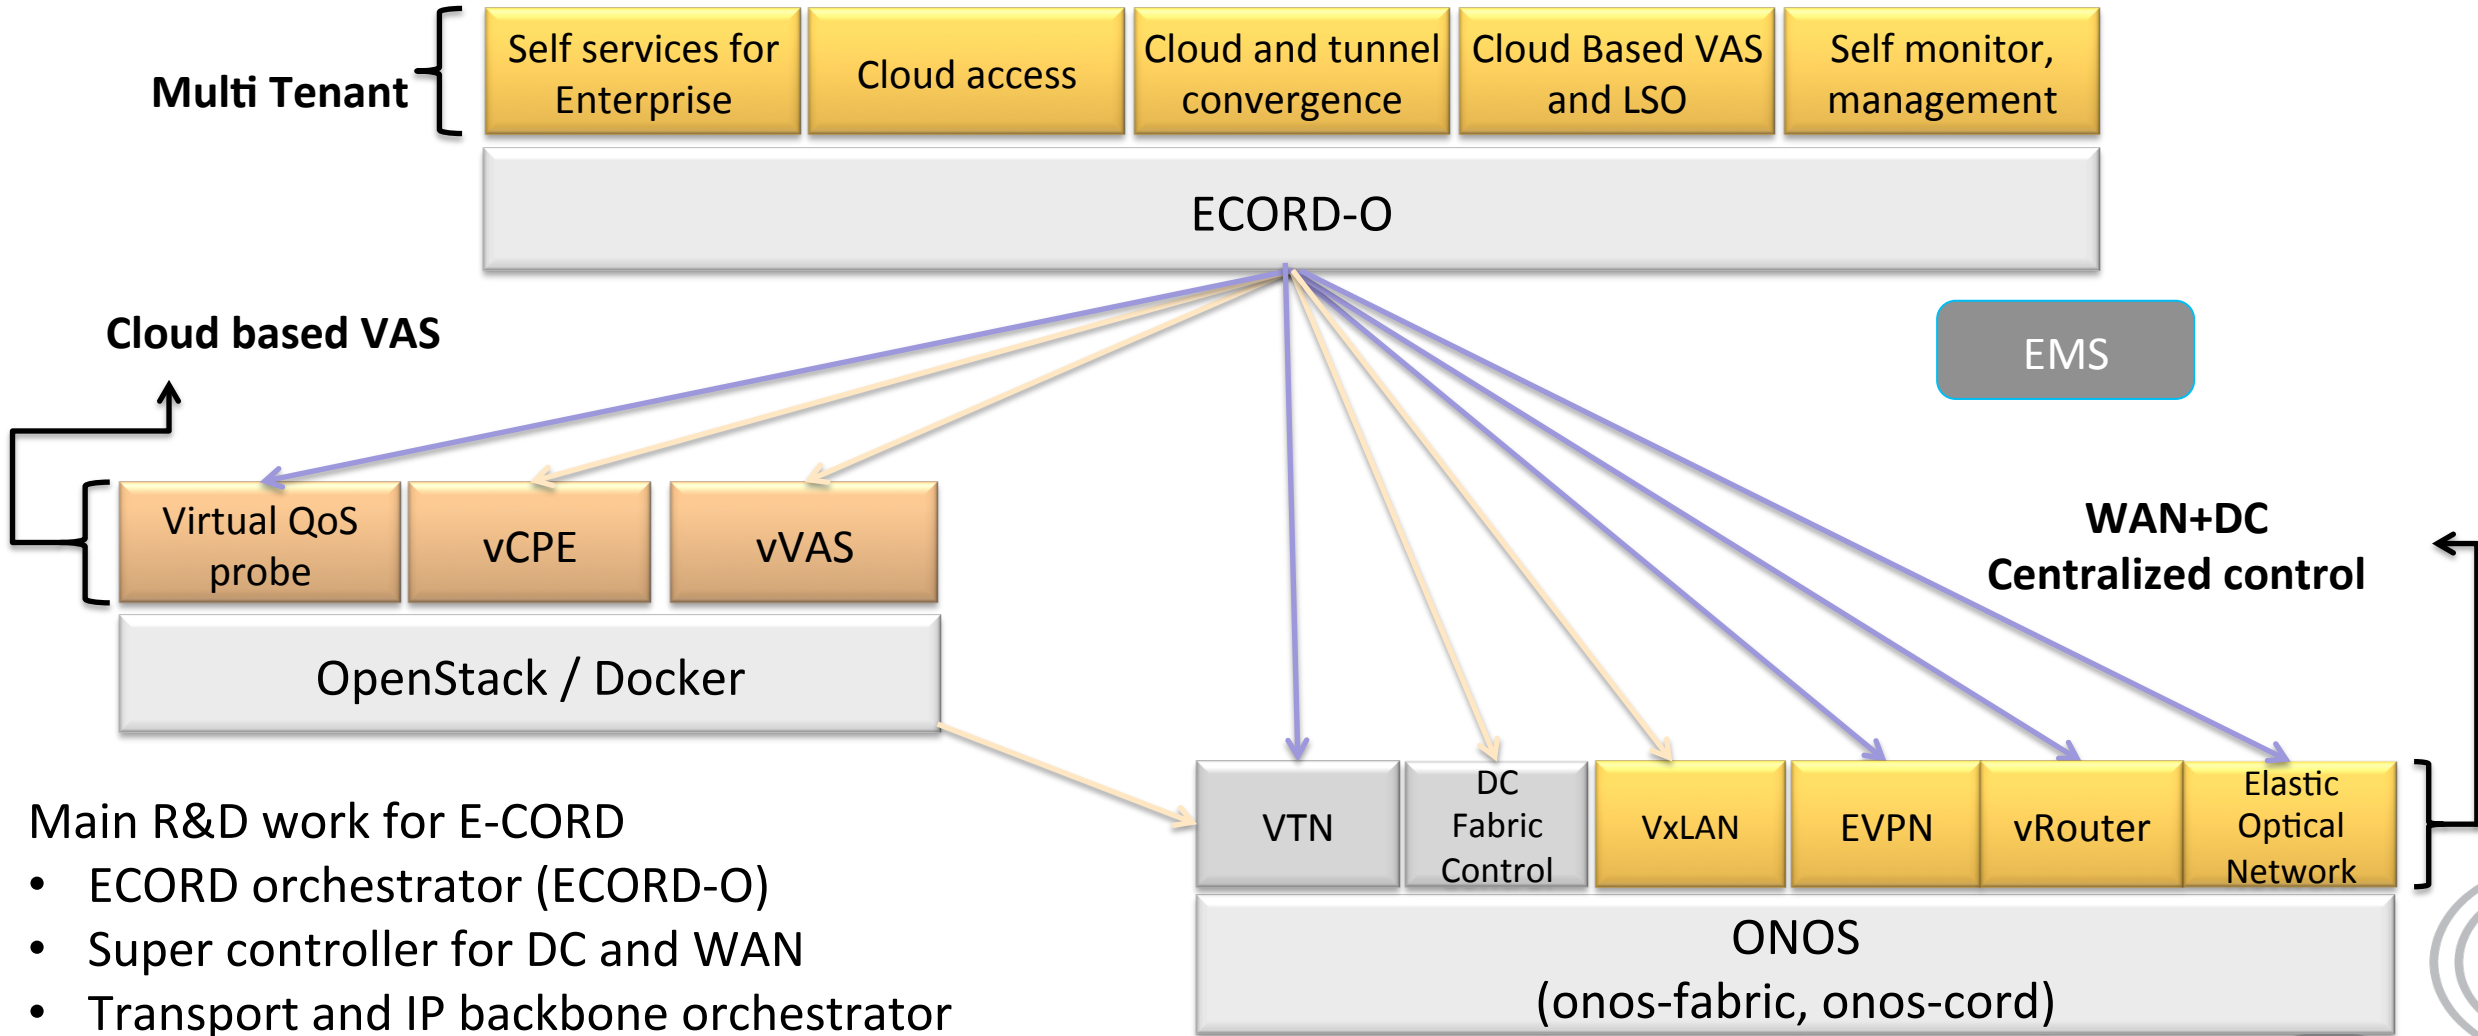 Multi Tenant
Self services for
Enterprise
Cloud access
Cloud and tunnel
convergence
Cloud Based VAS
and LSO
Self monitor,
management
ECORD-O
Cloud based VAS
EMS
Virtual QoS
probe
vCPE
vVAS
WAN+DC
Centralized control
OpenStack / Docker
VTN
DC
Fabric
Control
VxLAN
EVPN
vRouter
Elastic
Optical
Network
ONOS
(onos-fabric, onos-cord)
Main R&D work for E-CORD
• ECORD orchestrator (ECORD-O)
• Super controller for DC and WAN
• Transport and IP backbone orchestrator